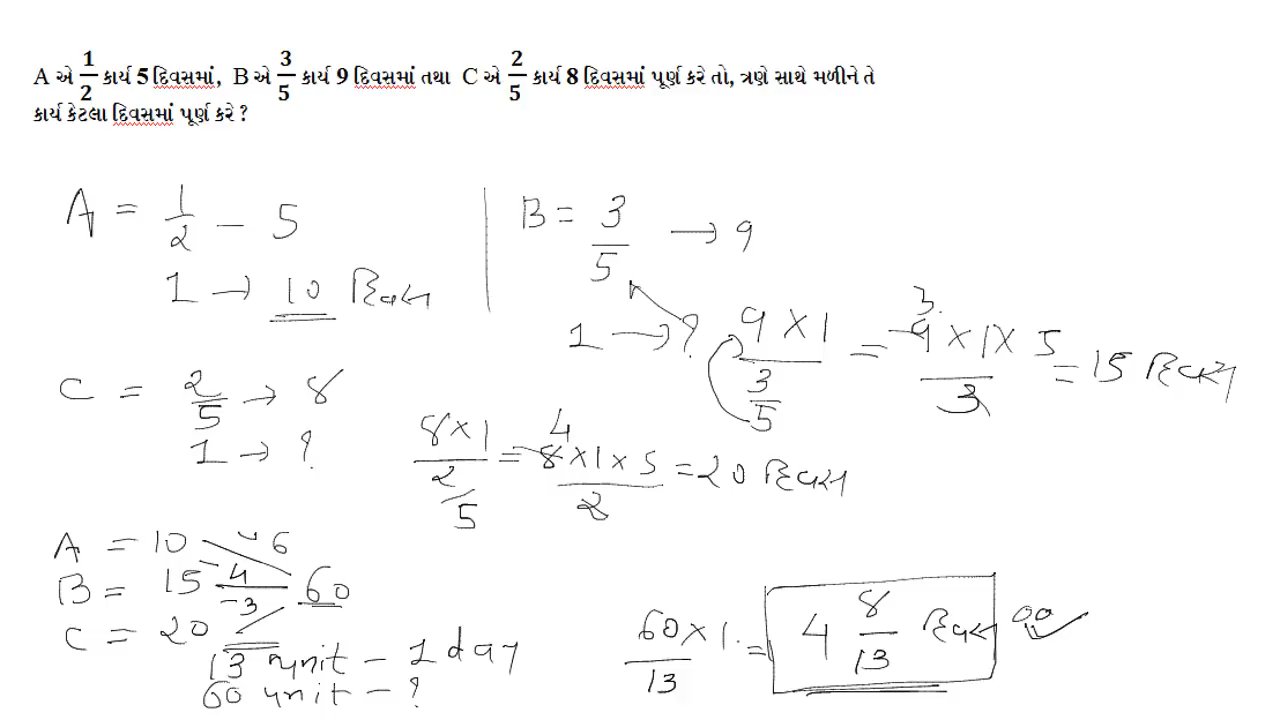 A એ 1/2 કાર્ય 5 દિવસમાં, B એ 3/5 કાર્ય 9 દિવસમાં તથા C એ 2/5 કાર્ય 8 દિવસમાં પૂર્ણ કરે તો, ત્રણે સાથે મળીને તે
કાર્ય કેટલા દિવસમાં પૂર્ણ કરે ?
A = 1/2 - 5
1 → 10 દિવસ
B = 3/5 → 9
1 → ? 9 × 1 / 3/5 = 3 9 × 1 × 5 / 3 = 15 દિવસ
C = 2/5 → 8
1 → ? 8 × 1 / 2/5 = 4 8 × 1 × 5 / 2 = 20 દિવસ
A = 10 - 6
B = 15 - 4 60
C = 20 - 3
13 unit - 1 day
60 unit - ?
60 × 1 / 13 = 4 8/13 દિવસ